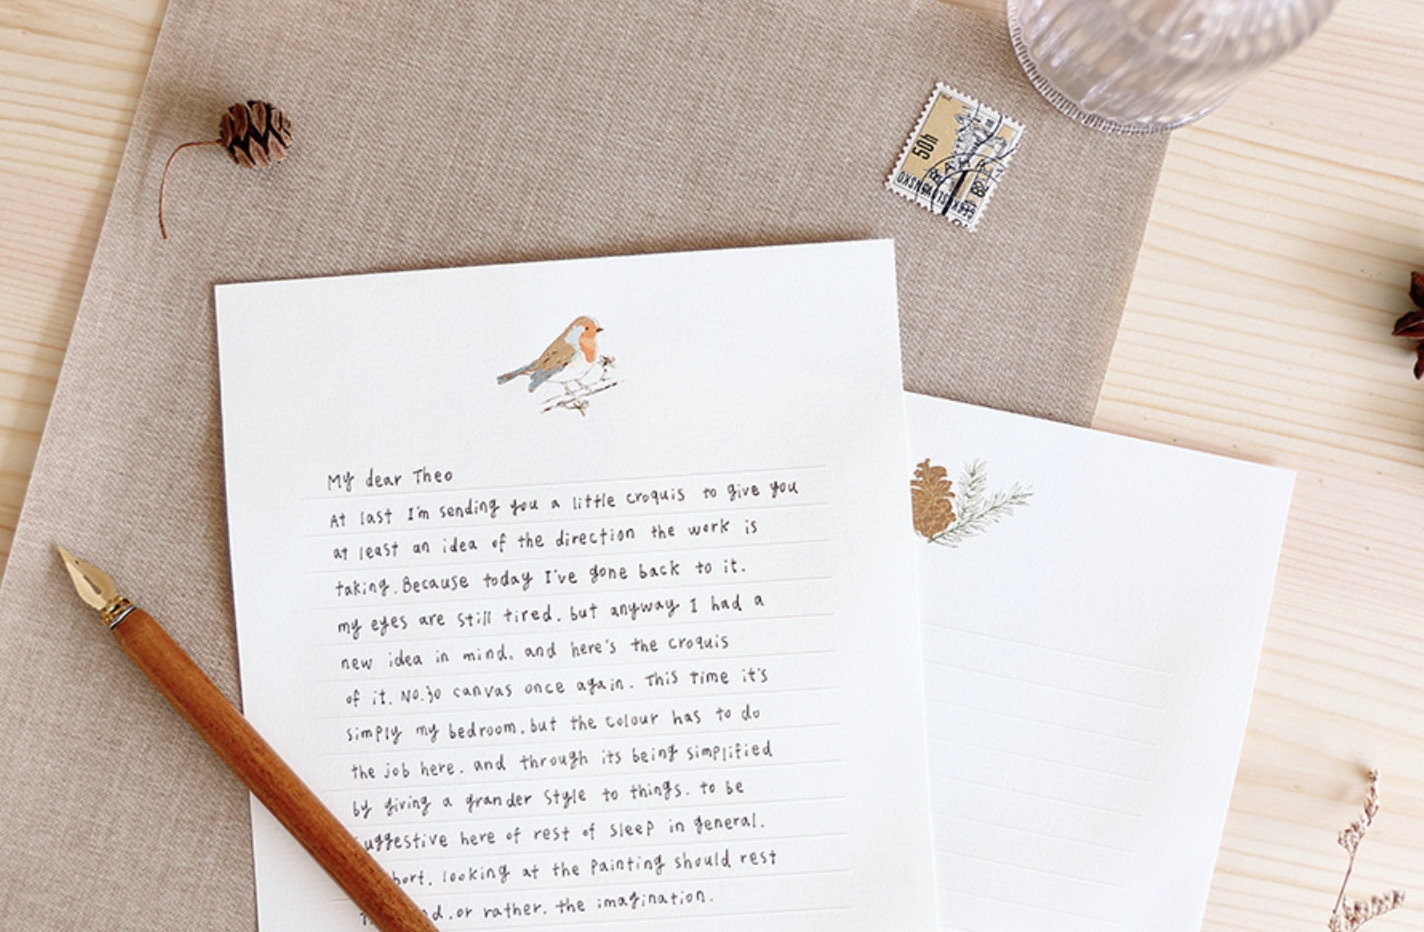 50h
ČESKOSLOVENSKO
My dear Theo
At last I'm sending you a little croquis to give you
at least an idea of the direction the work is
taking. Because today I've gone back to it.
my eyes are still tired. but anyway I had a
new idea in mind. and here's the croquis
of it. No.30 canvas once again. This time it's
simply my bedroom. but the colour has to do
the job here. and through its being simplified
by giving a grander style to things. to be
uggestive here of rest of sleep in general.
hort. looking at the painting should rest
d. or rather. the imagination.